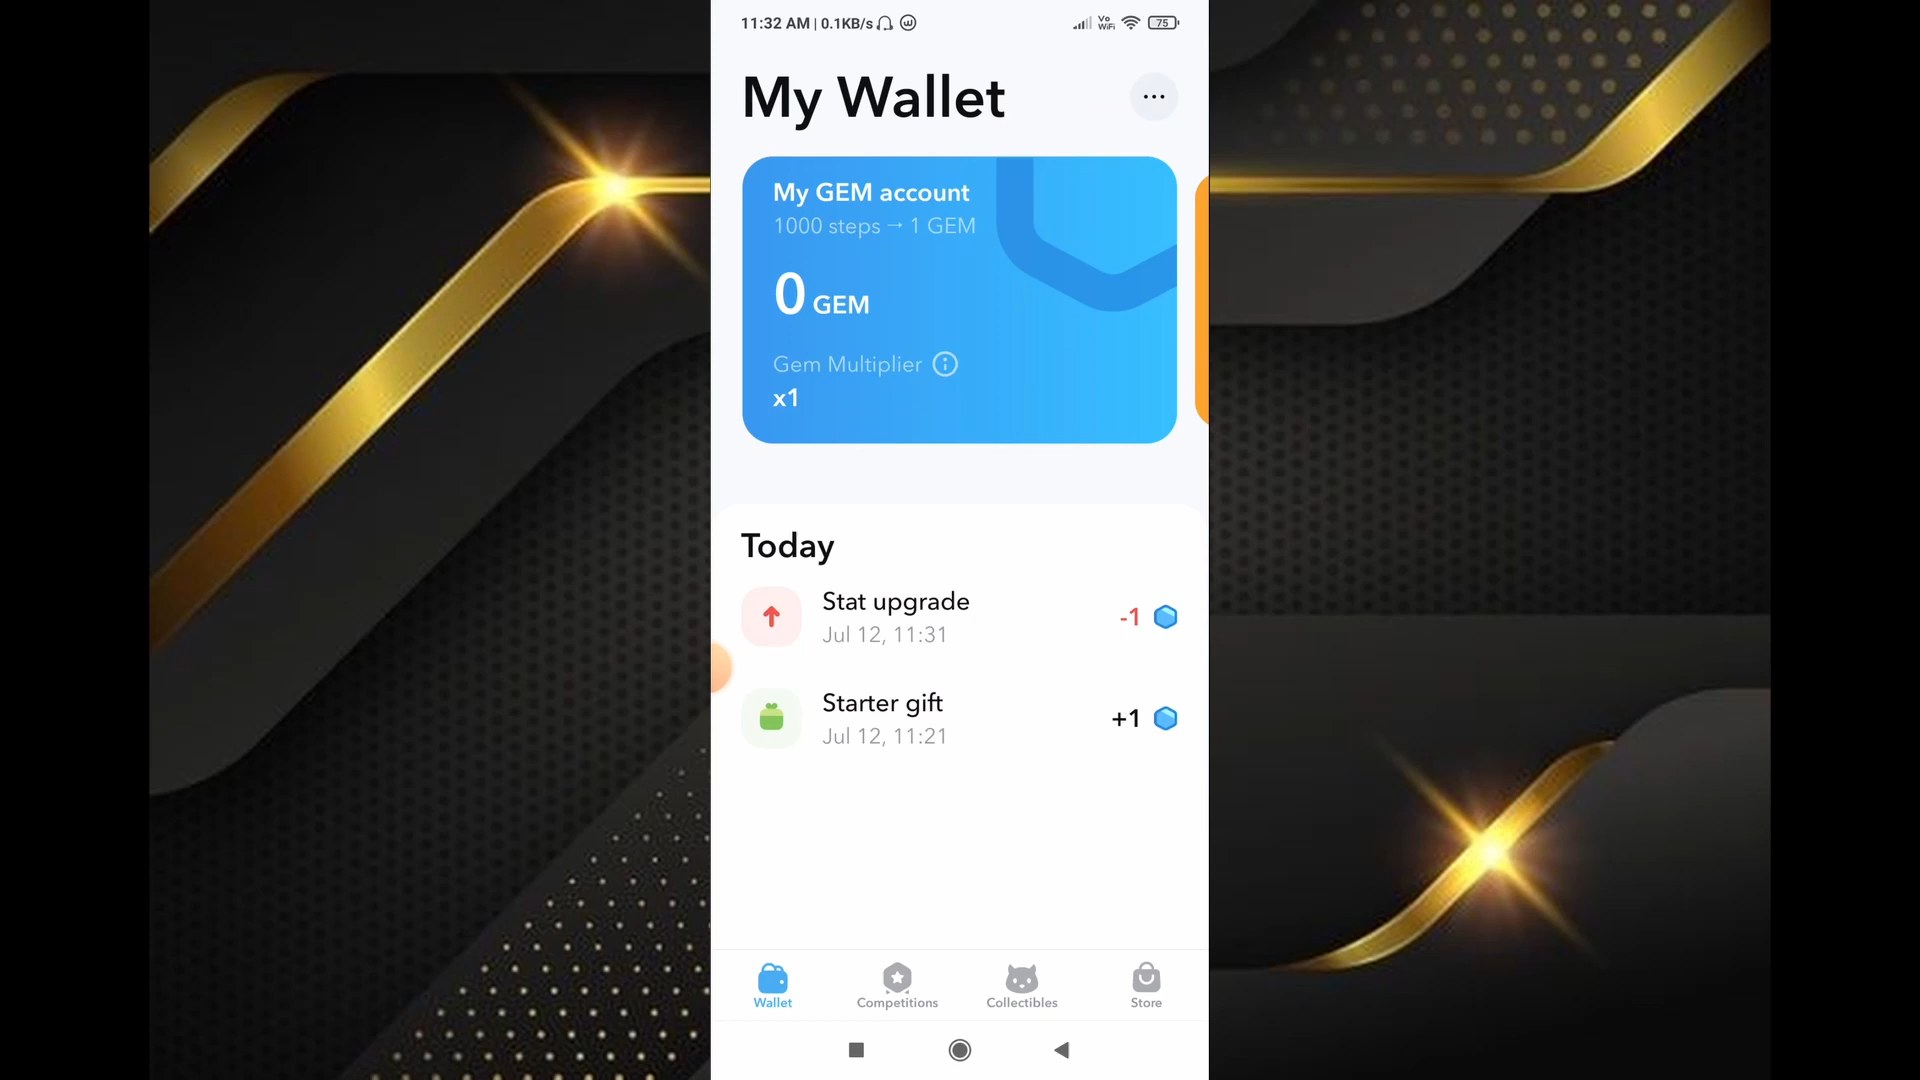 11:32 AM | 0.1KB/s
Vo
WiFi
75
My Wallet
My GEM account
1000 steps → 1 GEM
0 GEM
Gem Multiplier
x1
Today
Stat upgrade
-1
Jul 12, 11:31
Starter gift
+1
Jul 12, 11:21
Wallet
Competitions
Collectibles
Store